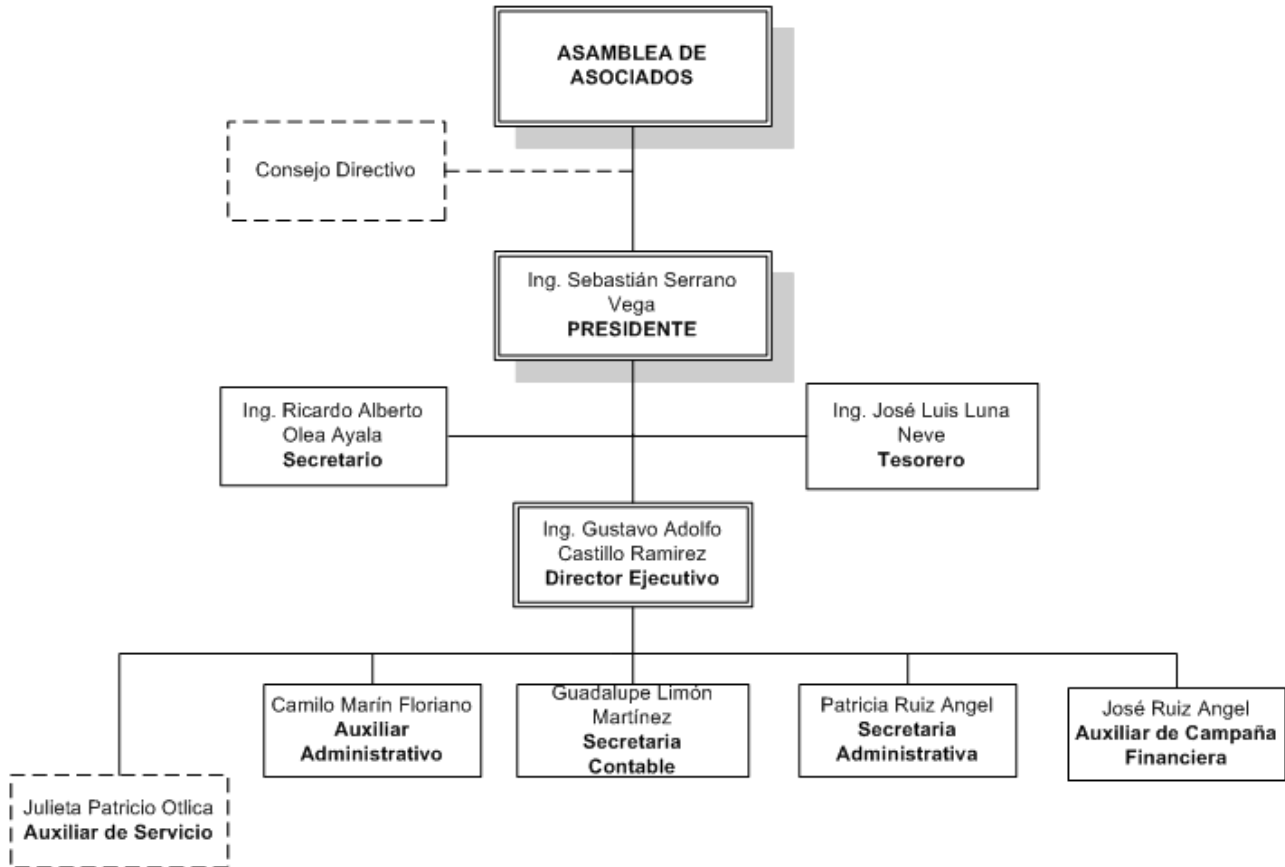 ASAMBLEA DE
ASOCIADOS
Consejo Directivo
Ing. Sebastián Serrano
Vega
PRESIDENTE
Ing. Ricardo Alberto
Olea Ayala
Secretario
Ing. José Luis Luna
Neve
Tesorero
Ing. Gustavo Adolfo
Castillo Ramirez
Director Ejecutivo
Julieta Patricio Otlica
Auxiliar de Servicio
Camilo Marín Floriano
Auxiliar
Administrativo
Guadalupe Limón
Martínez
Secretaria
Contable
Patricia Ruiz Angel
Secretaria
Administrativa
José Ruiz Angel
Auxiliar de Campaña
Financiera